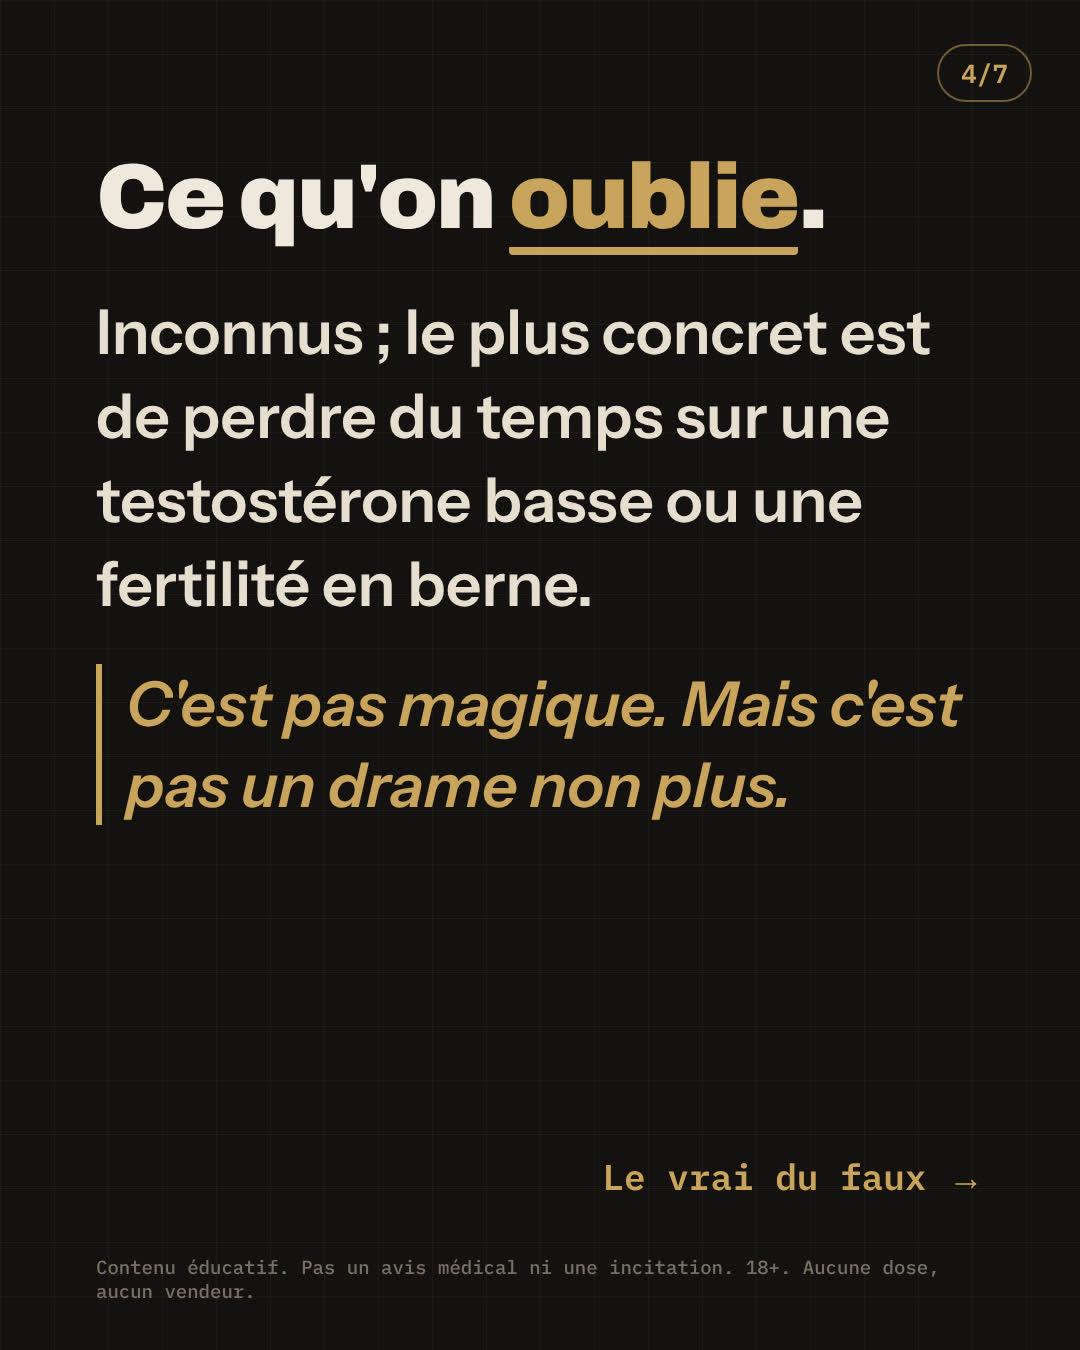 4/7
Ce qu'on oublie.
Inconnus ; le plus concret est
de perdre du temps sur une
testostérone basse ou une
fertilité en berne.
C'est pas magique. Mais c'est
pas un drame non plus.
Le vrai du faux →
Contenu éducatif. Pas un avis médical ni une incitation. 18+. Aucune dose,
aucun vendeur.